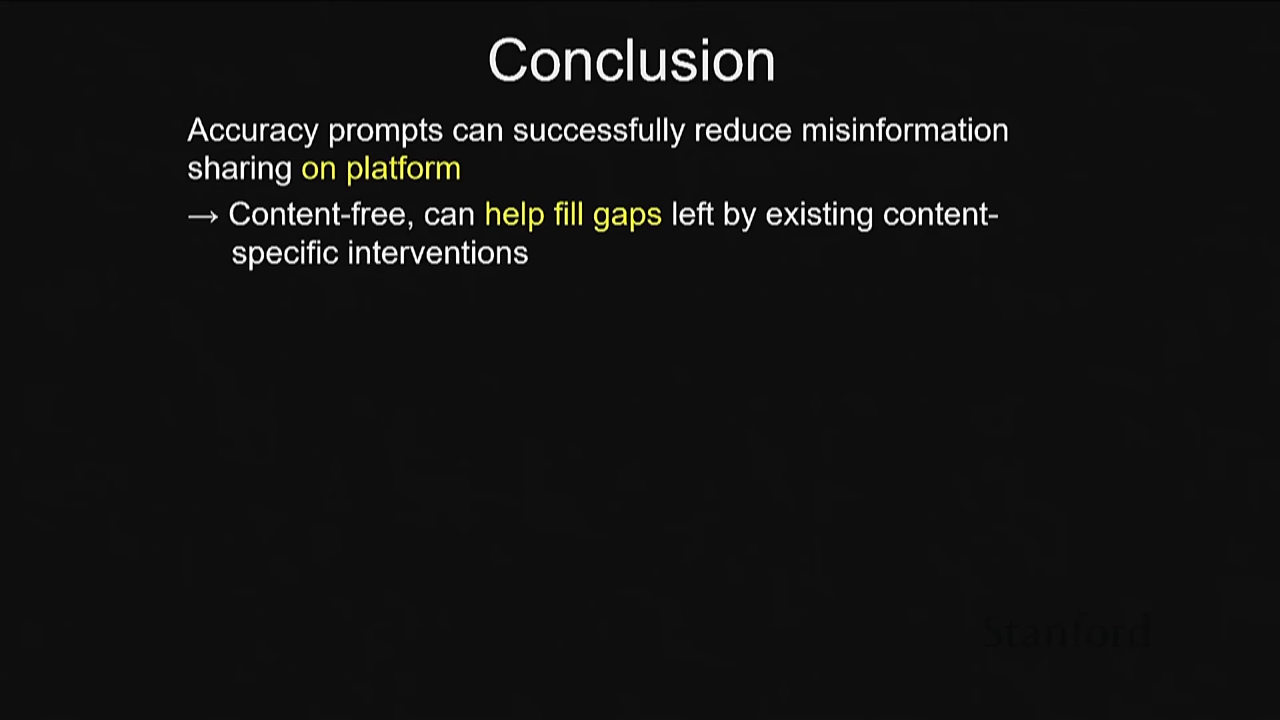 Conclusion
Accuracy prompts can successfully reduce misinformation
sharing on platform
→ Content-free, can help fill gaps left by existing content-
specific interventions
Stanford